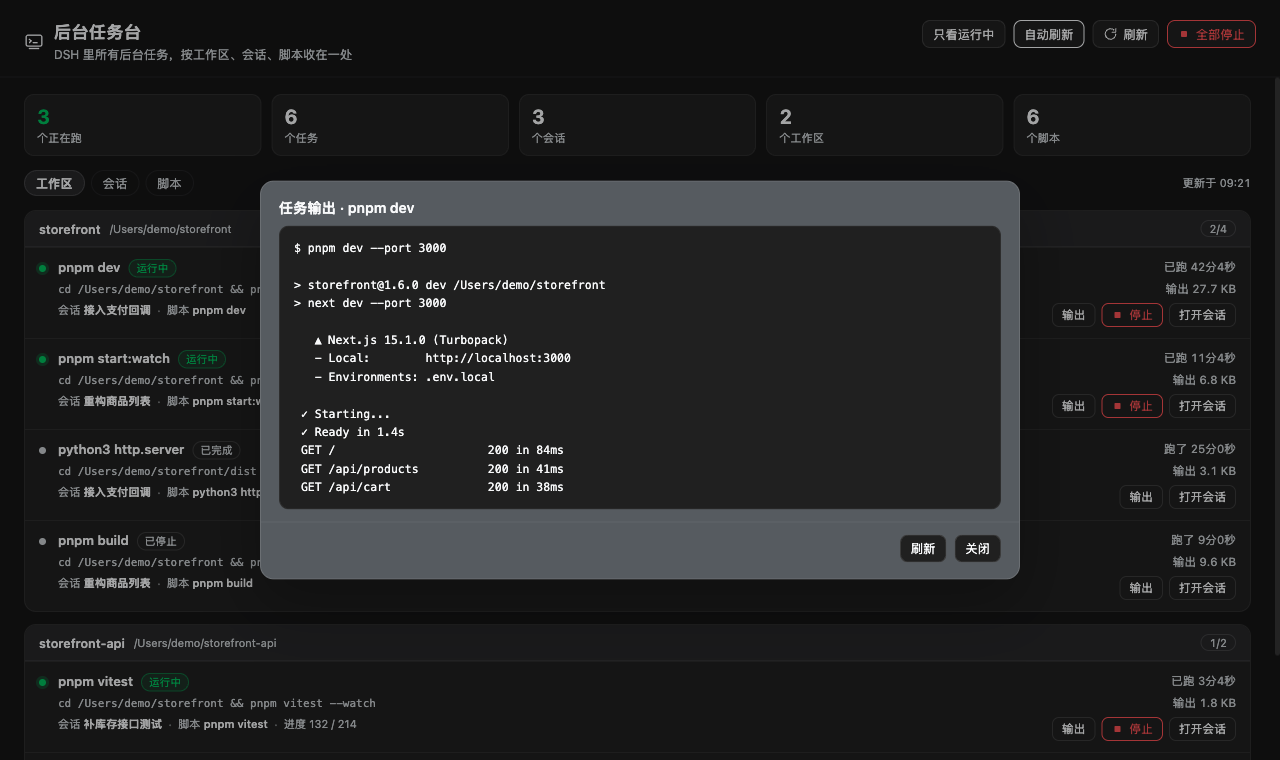 后台任务台
DSH 里所有后台任务，按工作区、会话、脚本收在一处
只看运行中
自动刷新
刷新
全部停止
3
个正在跑
6
个任务
3
个会话
2
个工作区
6
个脚本
工作区
会话
脚本
更新于 09:21
storefront /Users/demo/storefront
2/4
pnpm dev 运行中
cd /Users/demo/storefront && pr
会话 接入支付回调 · 脚本 pnpm dev
已跑 42分4秒
输出 27.7 KB
输出
停止
打开会话
pnpm start:watch 运行中
cd /Users/demo/storefront && pr
会话 重构商品列表 · 脚本 pnpm start:w
已跑 11分4秒
输出 6.8 KB
输出
停止
打开会话
python3 http.server 已完成
cd /Users/demo/storefront/dist
会话 接入支付回调 · 脚本 python3 http
跑了 25分0秒
输出 3.1 KB
输出
打开会话
pnpm build 已停止
cd /Users/demo/storefront && pr
会话 重构商品列表 · 脚本 pnpm build
跑了 9分0秒
输出 9.6 KB
输出
打开会话
任务输出 · pnpm dev
$ pnpm dev --port 3000
> storefront@1.6.0 dev /Users/demo/storefront
> next dev --port 3000
▲ Next.js 15.1.0 (Turbopack)
- Local: http://localhost:3000
- Environments: .env.local
✓ Starting...
✓ Ready in 1.4s
GET / 200 in 84ms
GET /api/products 200 in 41ms
GET /api/cart 200 in 38ms
刷新
关闭
storefront-api /Users/demo/storefront-api
1/2
pnpm vitest 运行中
cd /Users/demo/storefront && pnpm vitest --watch
会话 补库存接口测试 · 脚本 pnpm vitest · 进度 132 / 214
已跑 3分4秒
输出 1.8 KB
输出
停止
打开会话